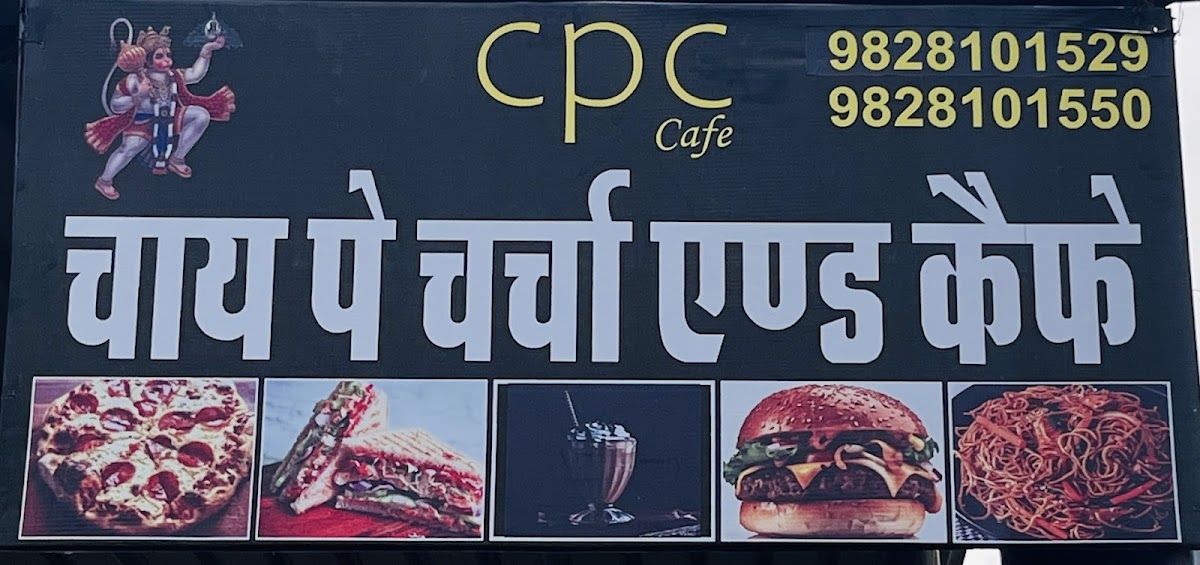 cpc
Cafe
9828101529
9828101550
चाय पे चर्चा एण्ड कैफे